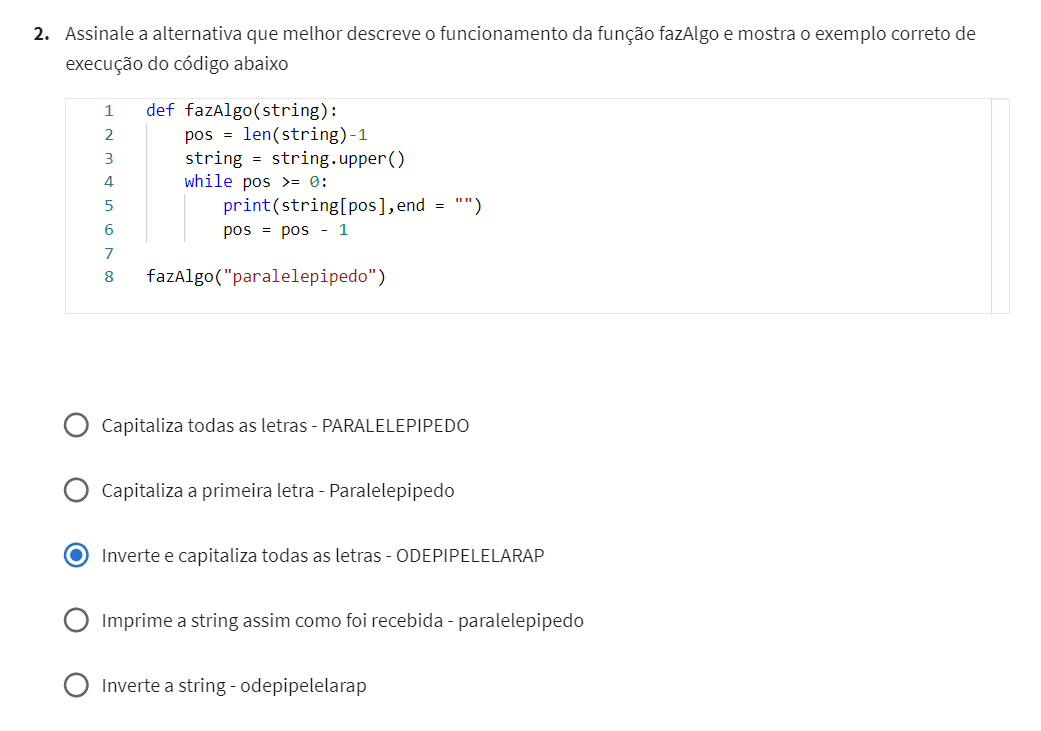 2. Assinale a alternativa que melhor descreve o funcionamento da função fazAlgo e mostra o exemplo correto de
execução do código abaixo
1 def fazAlgo(string):
2     pos = len(string)-1
3     string = string.upper()
4     while pos >= 0:
5         print(string[pos],end = "")
6         pos = pos - 1
7
8 fazAlgo("paralelepipedo")
Capitaliza todas as letras - PARALELEPIPEDO
Capitaliza a primeira letra - Paralelepipedo
Inverte e capitaliza todas as letras - ODEPIPELELARAP
Imprime a string assim como foi recebida - paralelepipedo
Inverte a string - odepipelelarap